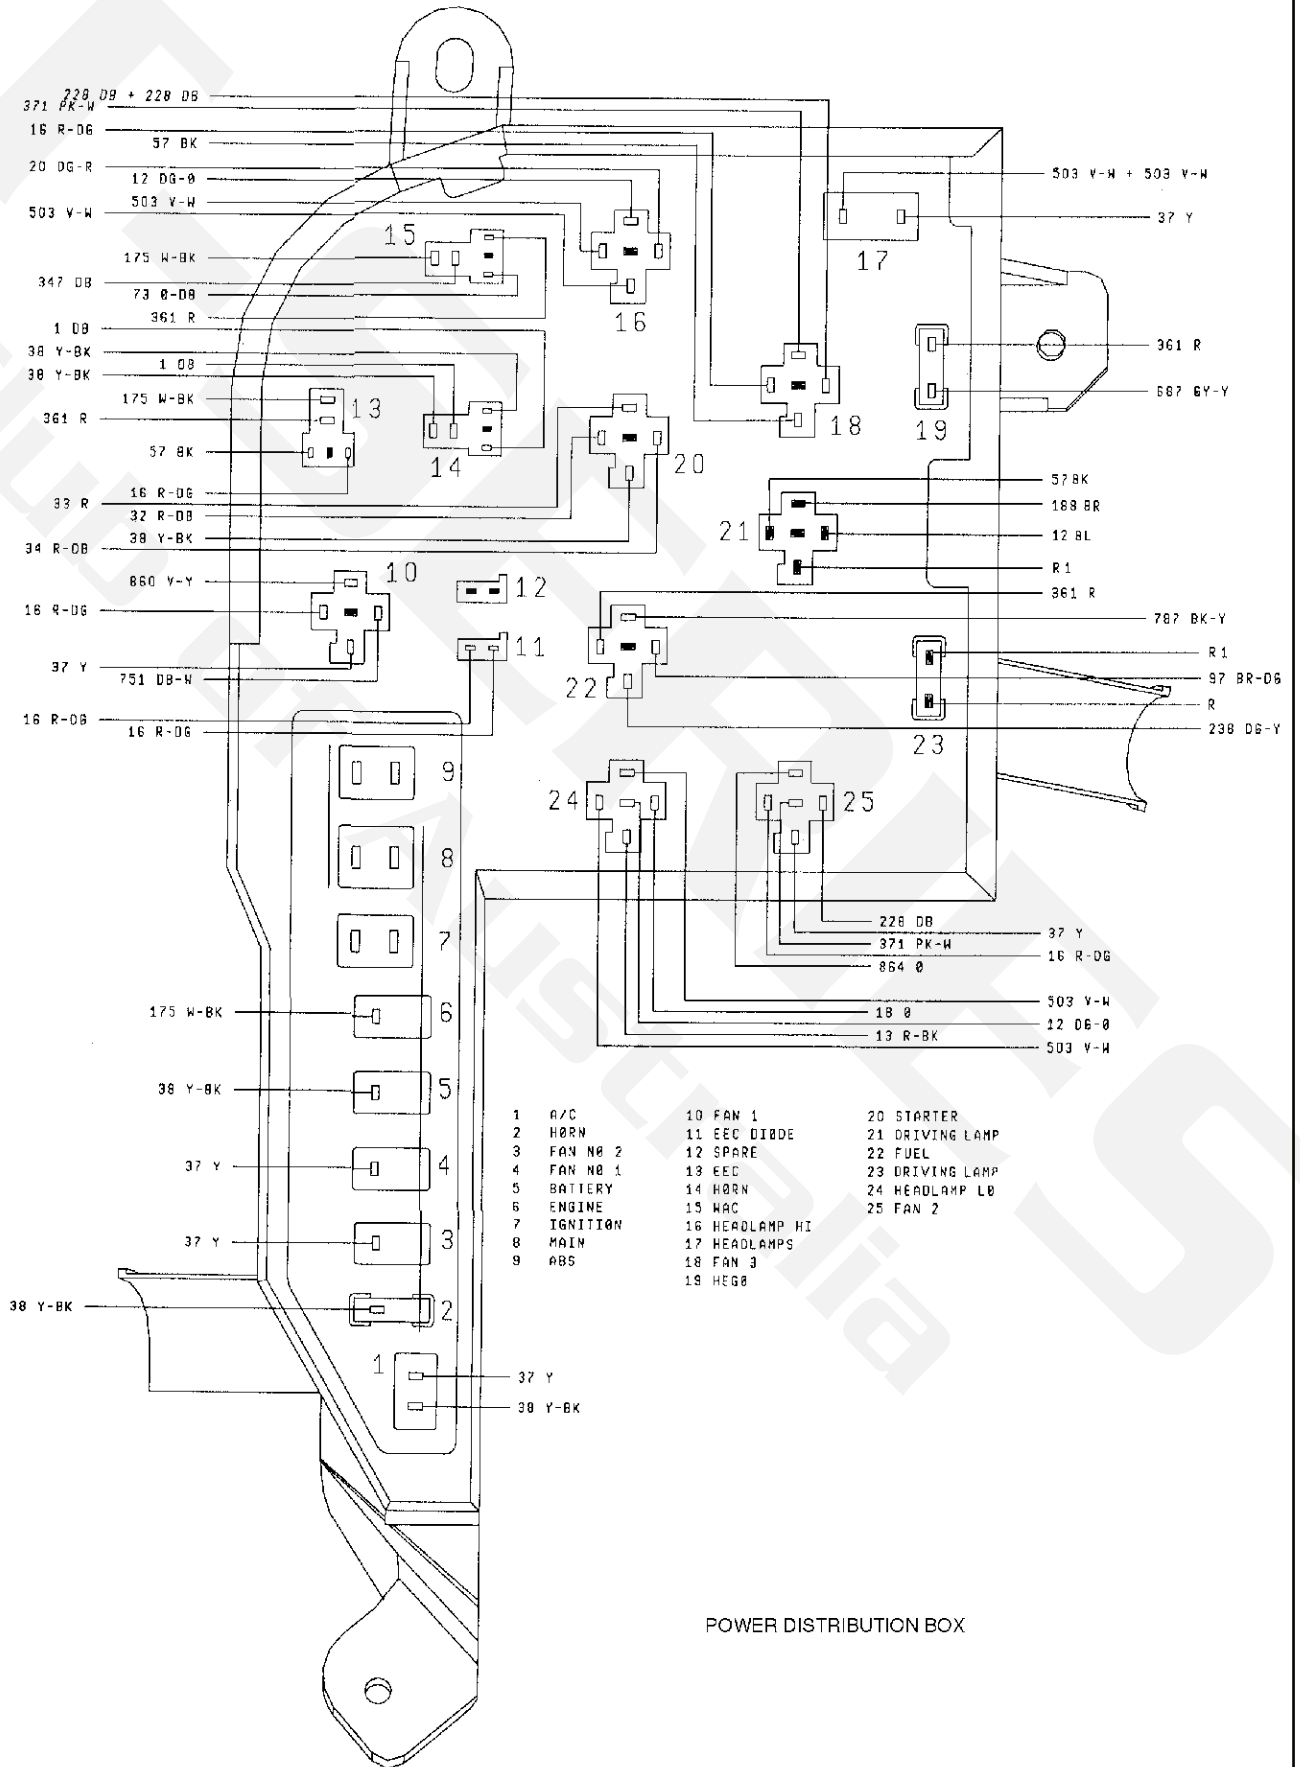 228 DB + 228 DB
371 PK-W
16 R-DG
57 BK
20 DG-R
12 DG-O
503 V-W
503 V-W
15
175 W-BK
347 DB
73 O-DB
361 R
1 DB
38 Y-BK
1 DB
38 Y-BK
175 W-BK
13
361 R
57 BK
14
16 R-DG
33 R
32 R-DB
38 Y-BK
34 R-DB
860 V-Y
10
16 R-DG
37 Y
751 DB-W
16 R-DG
16 R-DG
12
11
16
503 V-W + 503 V-W
37 Y
17
361 R
687 GY-Y
18
19
20
21
57 BK
188 BR
12 BL
R1
361 R
787 BK-Y
22
R1
97 BR-DG
R
238 DG-Y
23
24
25
228 DB
37 Y
371 PK-W
16 R-DG
864 O
503 V-W
18 O
12 DG-O
13 R-BK
503 V-W
9
8
7
175 W-BK
6
38 Y-BK
5
37 Y
4
37 Y
3
38 Y-BK
2
1
37 Y
38 Y-BK
1 A/C
2 HORN
3 FAN NO 2
4 FAN NO 1
5 BATTERY
6 ENGINE
7 IGNITION
8 MAIN
9 ABS
10 FAN 1
11 EEC DIODE
12 SPARE
13 EEC
14 HORN
15 WAC
16 HEADLAMP HI
17 HEADLAMPS
18 FAN 3
19 HEGO
20 STARTER
21 DRIVING LAMP
22 FUEL
23 DRIVING LAMP
24 HEADLAMP LO
25 FAN 2
POWER DISTRIBUTION BOX